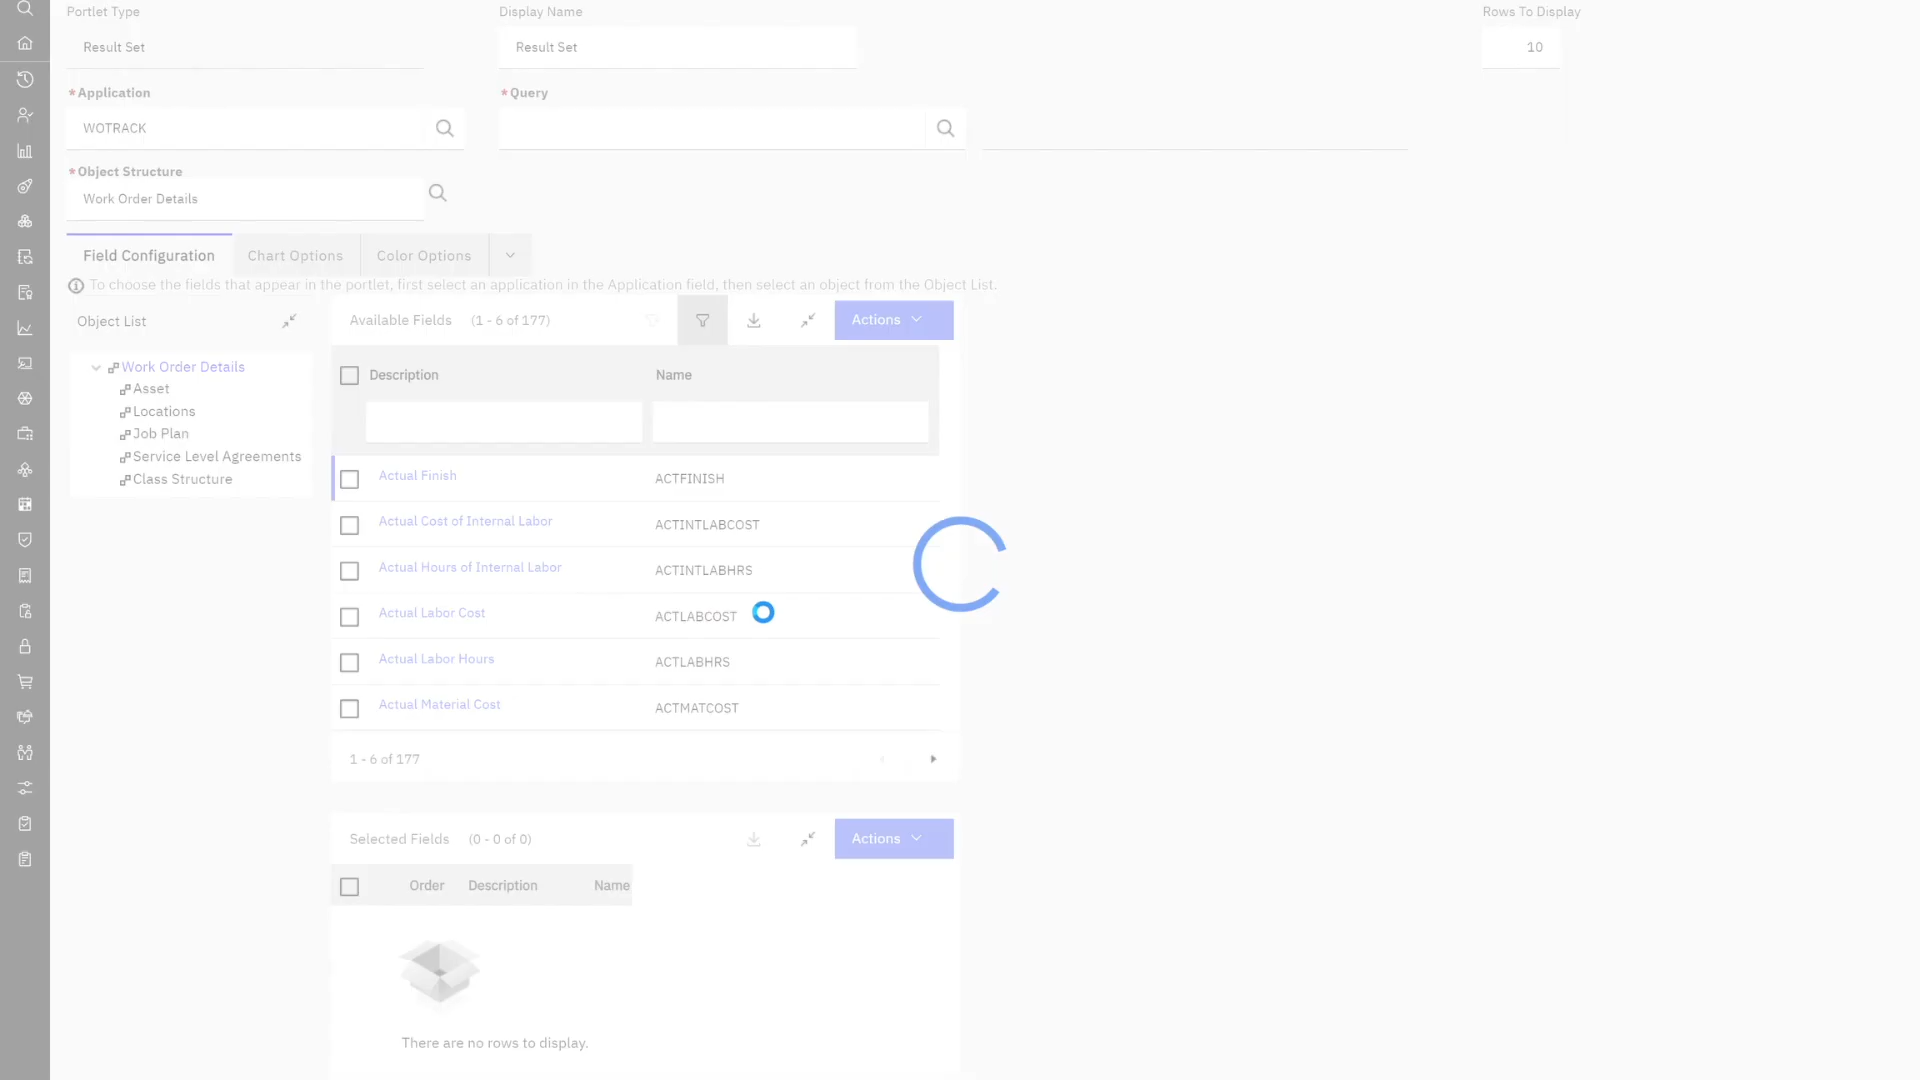 Portlet Type
Display Name
Rows To Display
Result Set
Result Set
10
*Application
*Query
WOTRACK
*Object Structure
Work Order Details
Field Configuration
Chart Options
Color Options
To choose the fields that appear in the portlet, first select an application in the Application field, then select an object from the Object List.
Object List
Available Fields (1 - 6 of 177)
Actions
Work Order Details
Asset
Locations
Job Plan
Service Level Agreements
Class Structure
Description Name
Actual Finish ACTFINISH
Actual Cost of Internal Labor ACTINTLABCOST
Actual Hours of Internal Labor ACTINTLABHRS
Actual Labor Cost ACTLABCOST
Actual Labor Hours ACTLABHRS
Actual Material Cost ACTMATCOST
1 - 6 of 177
Selected Fields (0 - 0 of 0)
Actions
Order Description Name
There are no rows to display.